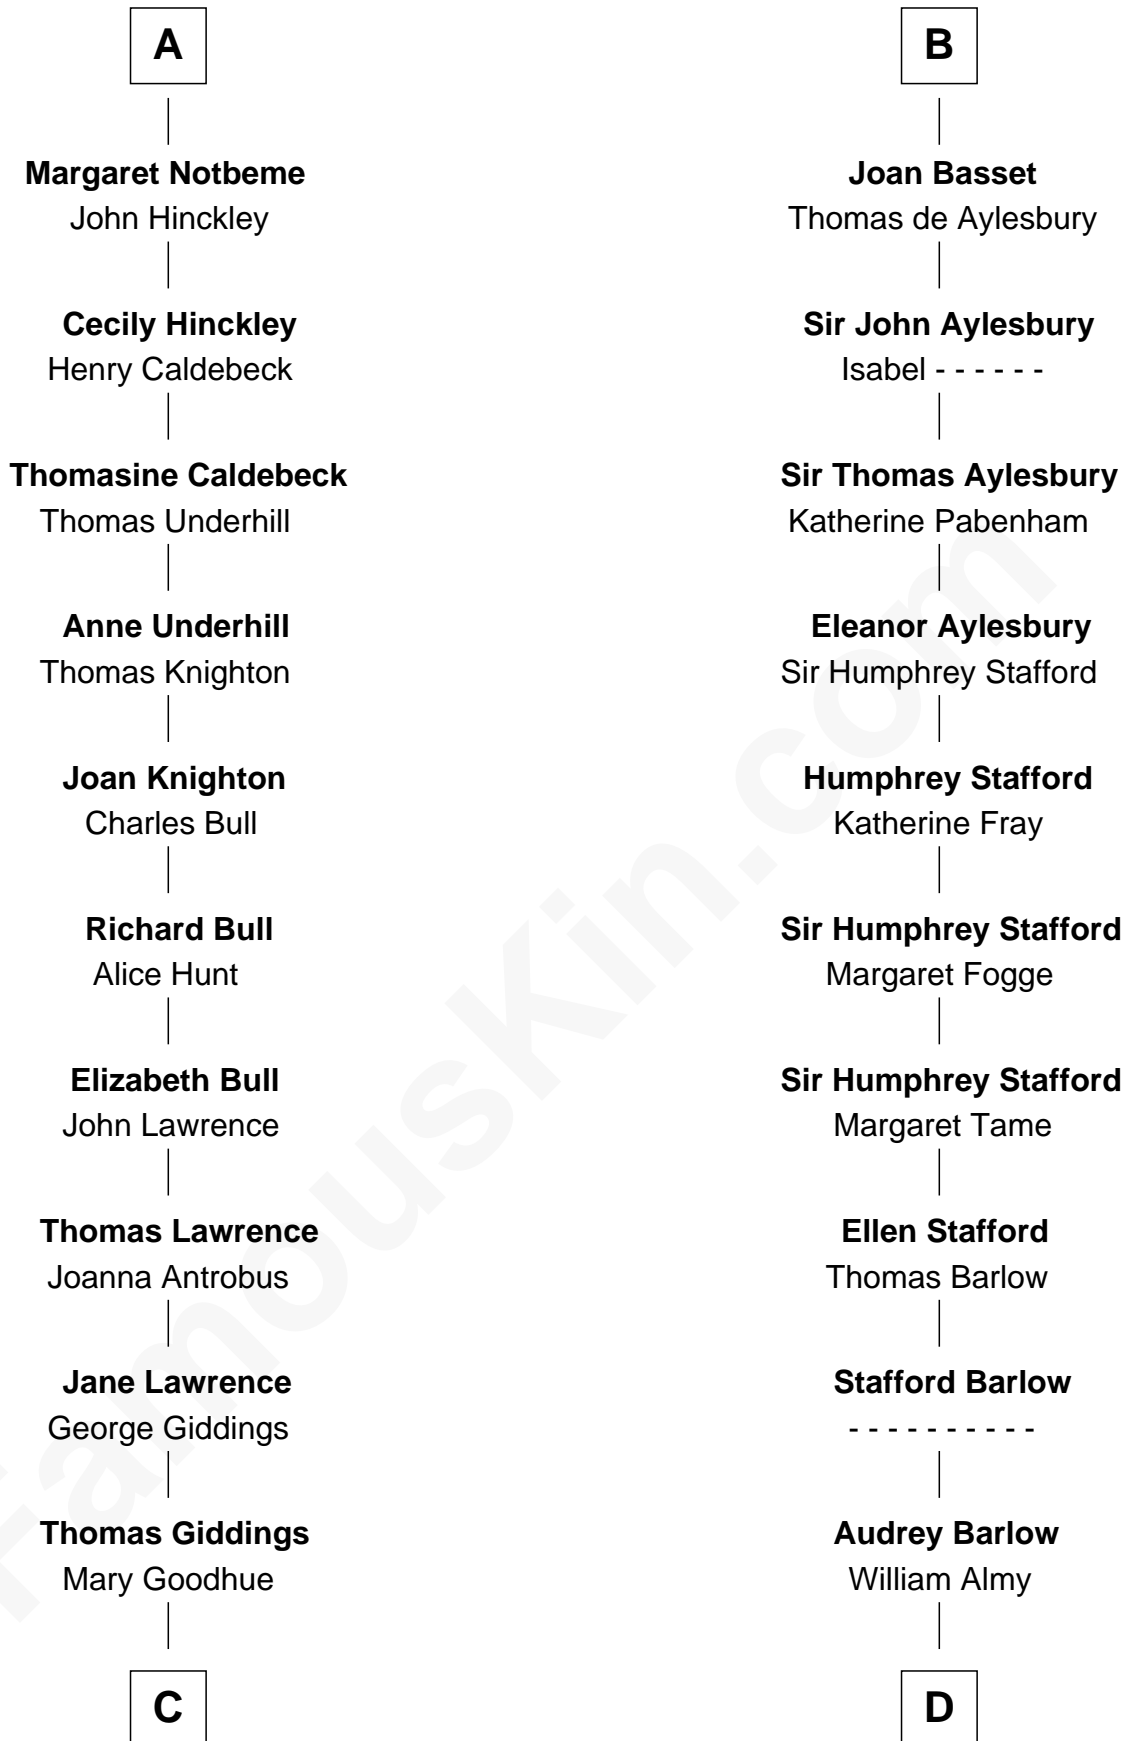 A
Margaret Notbeme
John Hinckley
Cecily Hinckley
Henry Caldebeck
Thomasine Caldebeck
Thomas Underhill
Anne Underhill
Thomas Knighton
Joan Knighton
Charles Bull
Richard Bull
Alice Hunt
Elizabeth Bull
John Lawrence
Thomas Lawrence
Joanna Antrobus
Jane Lawrence
George Giddings
Thomas Giddings
Mary Goodhue
C
B
Joan Basset
Thomas de Aylesbury
Sir John Aylesbury
Isabel - - - - - -
Sir Thomas Aylesbury
Katherine Pabenham
Eleanor Aylesbury
Sir Humphrey Stafford
Humphrey Stafford
Katherine Fray
Sir Humphrey Stafford
Margaret Fogge
Sir Humphrey Stafford
Margaret Tame
Ellen Stafford
Thomas Barlow
Stafford Barlow
- - - - - - - - - -
Audrey Barlow
William Almy
D
FamousKin.com